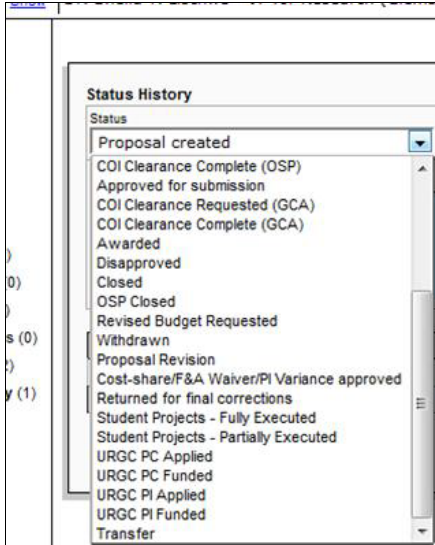 Status History
Status
Proposal created
COI Clearance Complete (OSP)
Approved for submission
COI Clearance Requested (GCA)
COI Clearance Complete (GCA)
Awarded
)
Disapproved
0)
Closed
OSP Closed
)
Revised Budget Requested
s (0)
Withdrawn
:)
Proposal Revision
Cost-share/F&A Waiver/PI Variance approved
y (1)
Returned for final corrections
Student Projects - Fully Executed
Student Projects - Partially Executed
URGC PC Applied
URGC PC Funded
URGC PI Applied
URGC PI Funded
Transfer